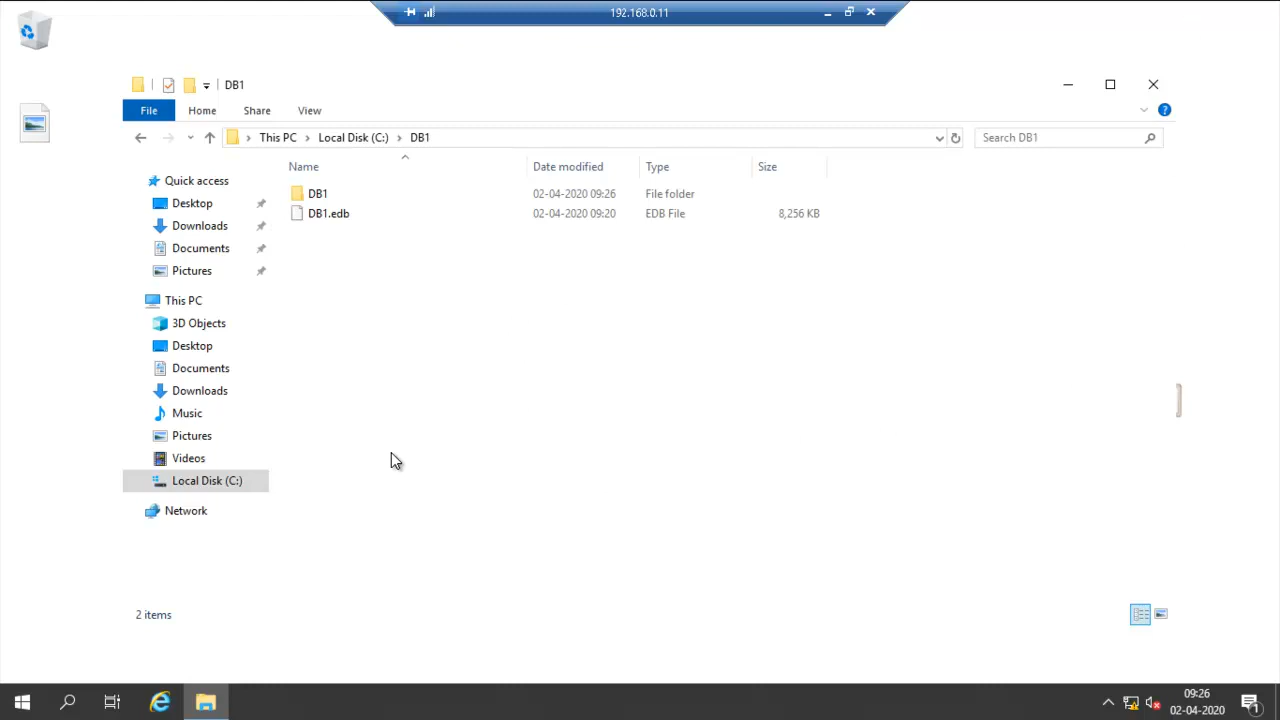 192.168.0.11
DB1
File Home Share View
This PC Local Disk (C:) DB1
Search DB1
Name Date modified Type Size
DB1 02-04-2020 09:26 File folder
DB1.edb 02-04-2020 09:20 EDB File 8,256 KB
Quick access
Desktop
Downloads
Documents
Pictures
This PC
3D Objects
Desktop
Documents
Downloads
Music
Pictures
Videos
Local Disk (C:)
Network
2 items
09:26
02-04-2020
1